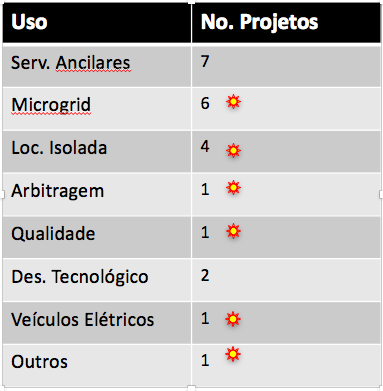 Uso No. Projetos
Serv. Ancilares 7
Microgrid 6
Loc. Isolada 4
Arbitragem 1
Qualidade 1
Des. Tecnológico 2
Veículos Elétricos 1
Outros 1